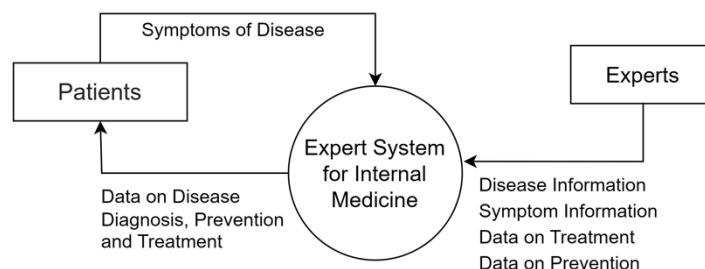 Symptoms of Disease
Patients
Experts
Expert System
for Internal
Medicine
Data on Disease
Diagnosis, Prevention
and Treatment
Disease Information
Symptom Information
Data on Treatment
Data on Prevention